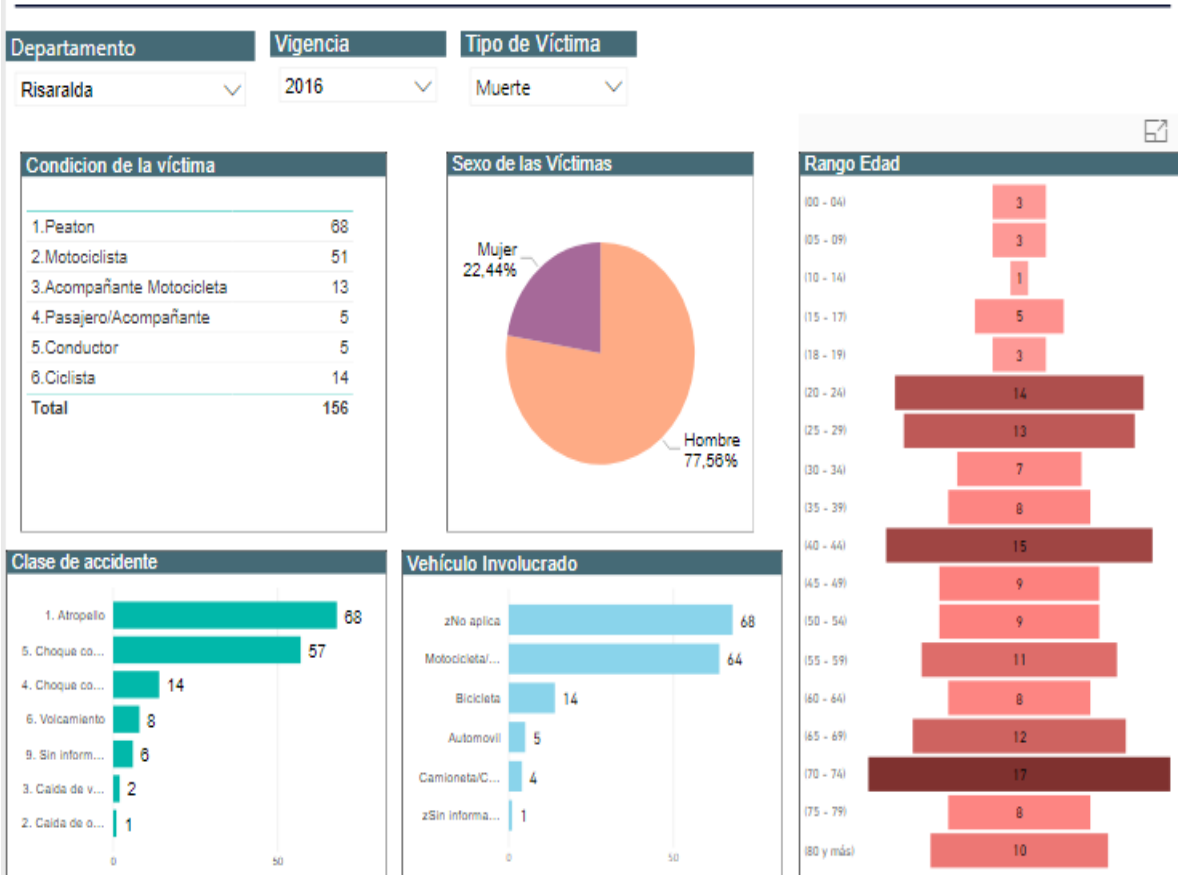 Departamento Vigencia Tipo de Víctima
Risaralda 2016 Muerte
Condicion de la víctima
1.Peaton 68
2.Motociclista 51
3.Acompañante Motocicleta 13
4.Pasajero/Acompañante 5
5.Conductor 5
6.Ciclista 14
Total 156
Sexo de las Víctimas
Mujer
22,44%
Hombre
77,56%
Rango Edad
(00 - 04) 3
(05 - 09) 3
(10 - 14) 1
(15 - 17) 5
(18 - 19) 3
(20 - 24) 14
(25 - 29) 13
(30 - 34) 7
(35 - 39) 8
(40 - 44) 15
(45 - 49) 9
(50 - 54) 9
(55 - 59) 11
(60 - 64) 8
(65 - 69) 12
(70 - 74) 17
(75 - 79) 8
(80 y más) 10
Clase de accidente
1. Atropello 68
5. Choque co... 57
4. Choque co... 14
6. Volcamiento 8
9. Sin inform... 6
3. Caida de v... 2
2. Caida de o... 1
0 50
Vehículo Involucrado
zNo aplica 68
Motocicleta/... 64
Bicicleta 14
Automovil 5
Camioneta/C... 4
zSin informa... 1
0 50